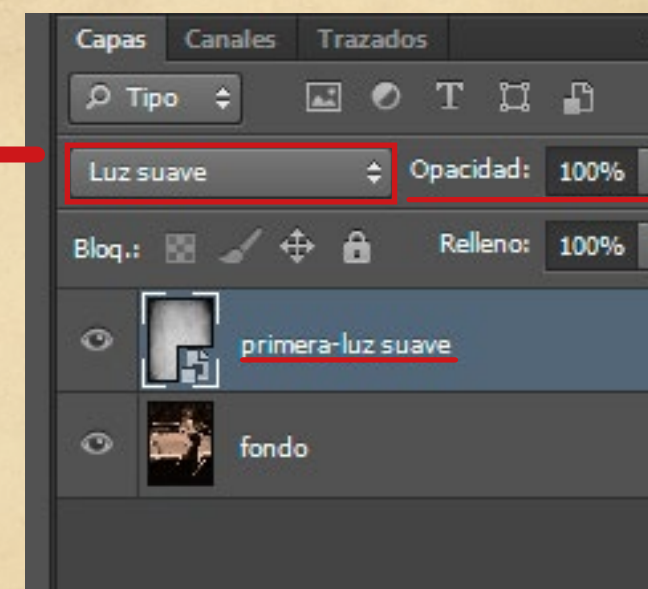 Capas Canales Trazados
Tipo T
Luz suave Opacidad: 100%
Bloq.: Relleno: 100%
primera-luz suave
fondo